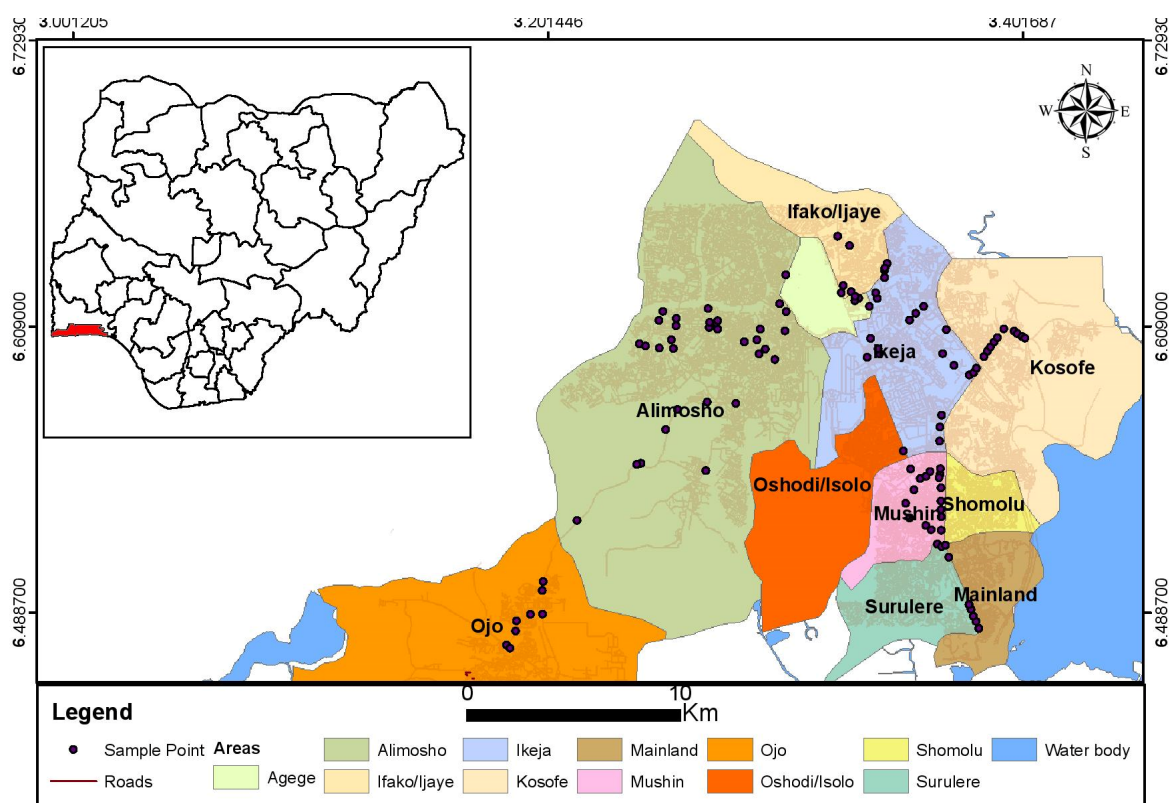 3.001205 3.201446 3.401687
6.72930 6.72930
N
W E
S
Ifako/Ijaye
6.609000 6.609000
Ikeja
Kosofe
Alimosho
Oshodi/Isolo
Shomolu
Mushin
Mainland
Surulere
6.488700 6.488700
Ojo
0 10
Km
Legend
Sample Point Areas Alimosho Ikeja Mainland Ojo Shomolu Water body
Roads Agege Ifako/Ijaye Kosofe Mushin Oshodi/Isolo Surulere